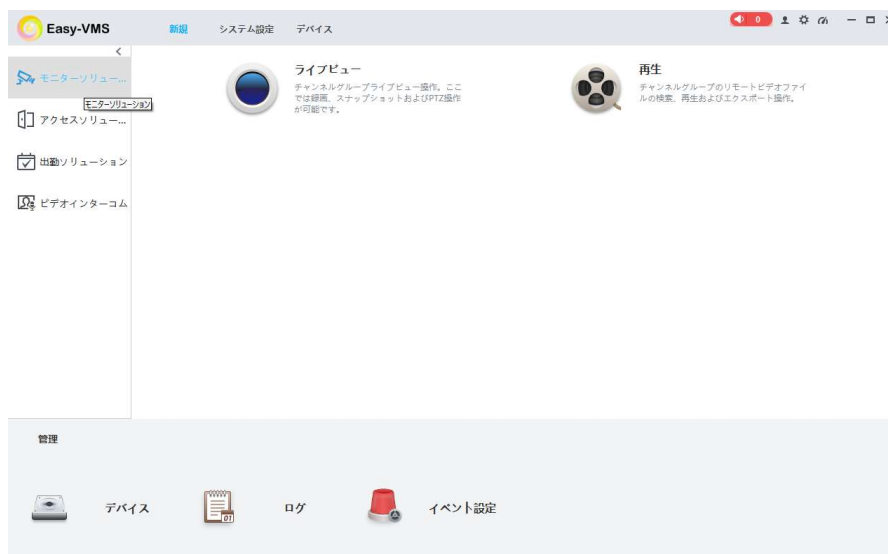 Easy-VMS
新規
システム設定
デバイス
0
モニターソリュー...
モニターソリューション
アクセスソリュー...
出勤ソリューション
ビデオインターコム
ライブビュー
チャンネルグループライブビュー操作。ここ
では録画、スナップショットおよびPTZ操作
が可能です。
再生
チャンネルグループのリモートビデオファイ
ルの検索、再生およびエクスポート操作。
管理
デバイス
01
ログ
イベント設定